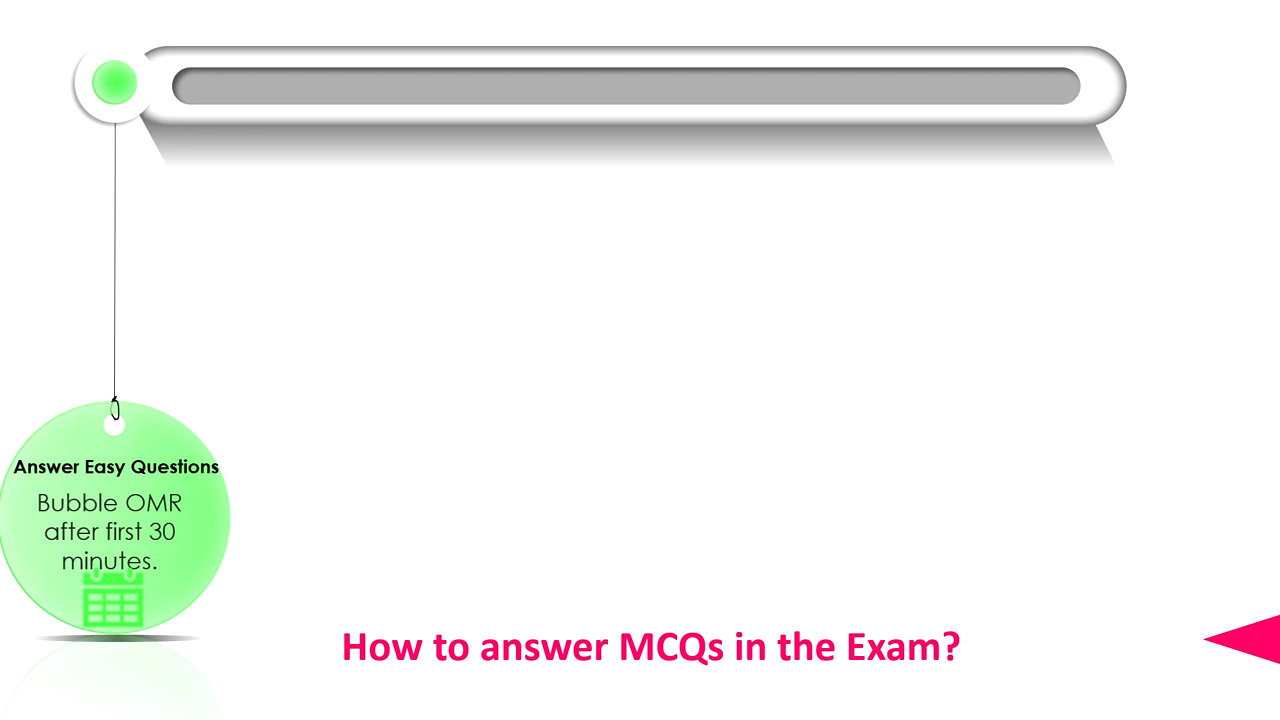 Answer Easy Questions
Bubble OMR
after first 30
minutes.
How to answer MCQs in the Exam?